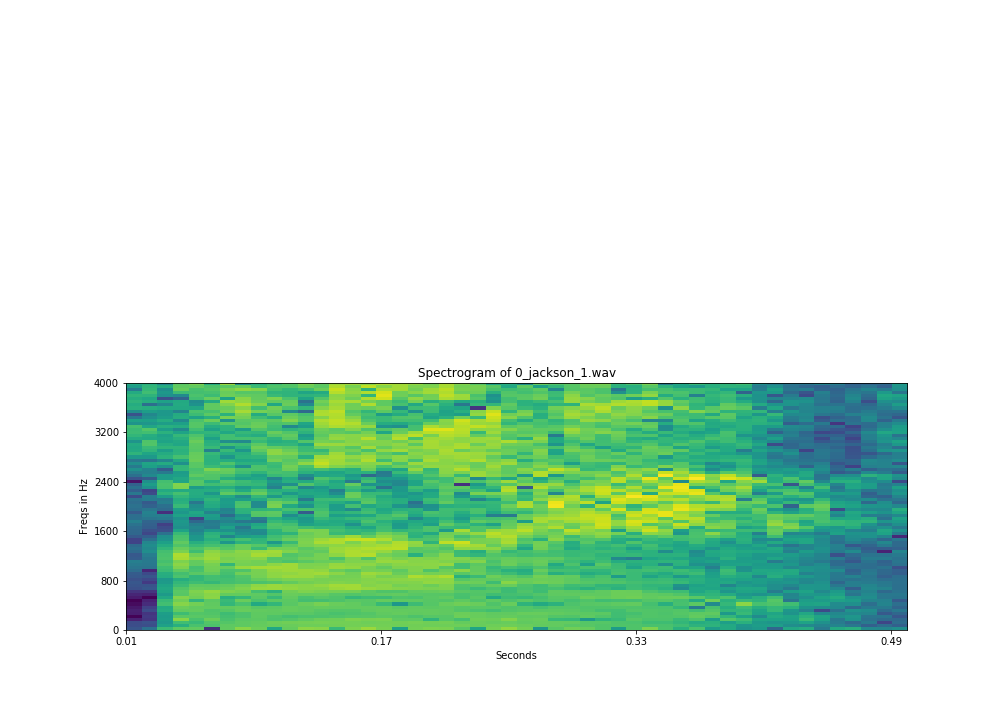 Spectrogram of 0_jackson_1.wav
4000
3200
2400
1600
800
0
Freqs in Hz
0.01 0.17 0.33 0.49
Seconds